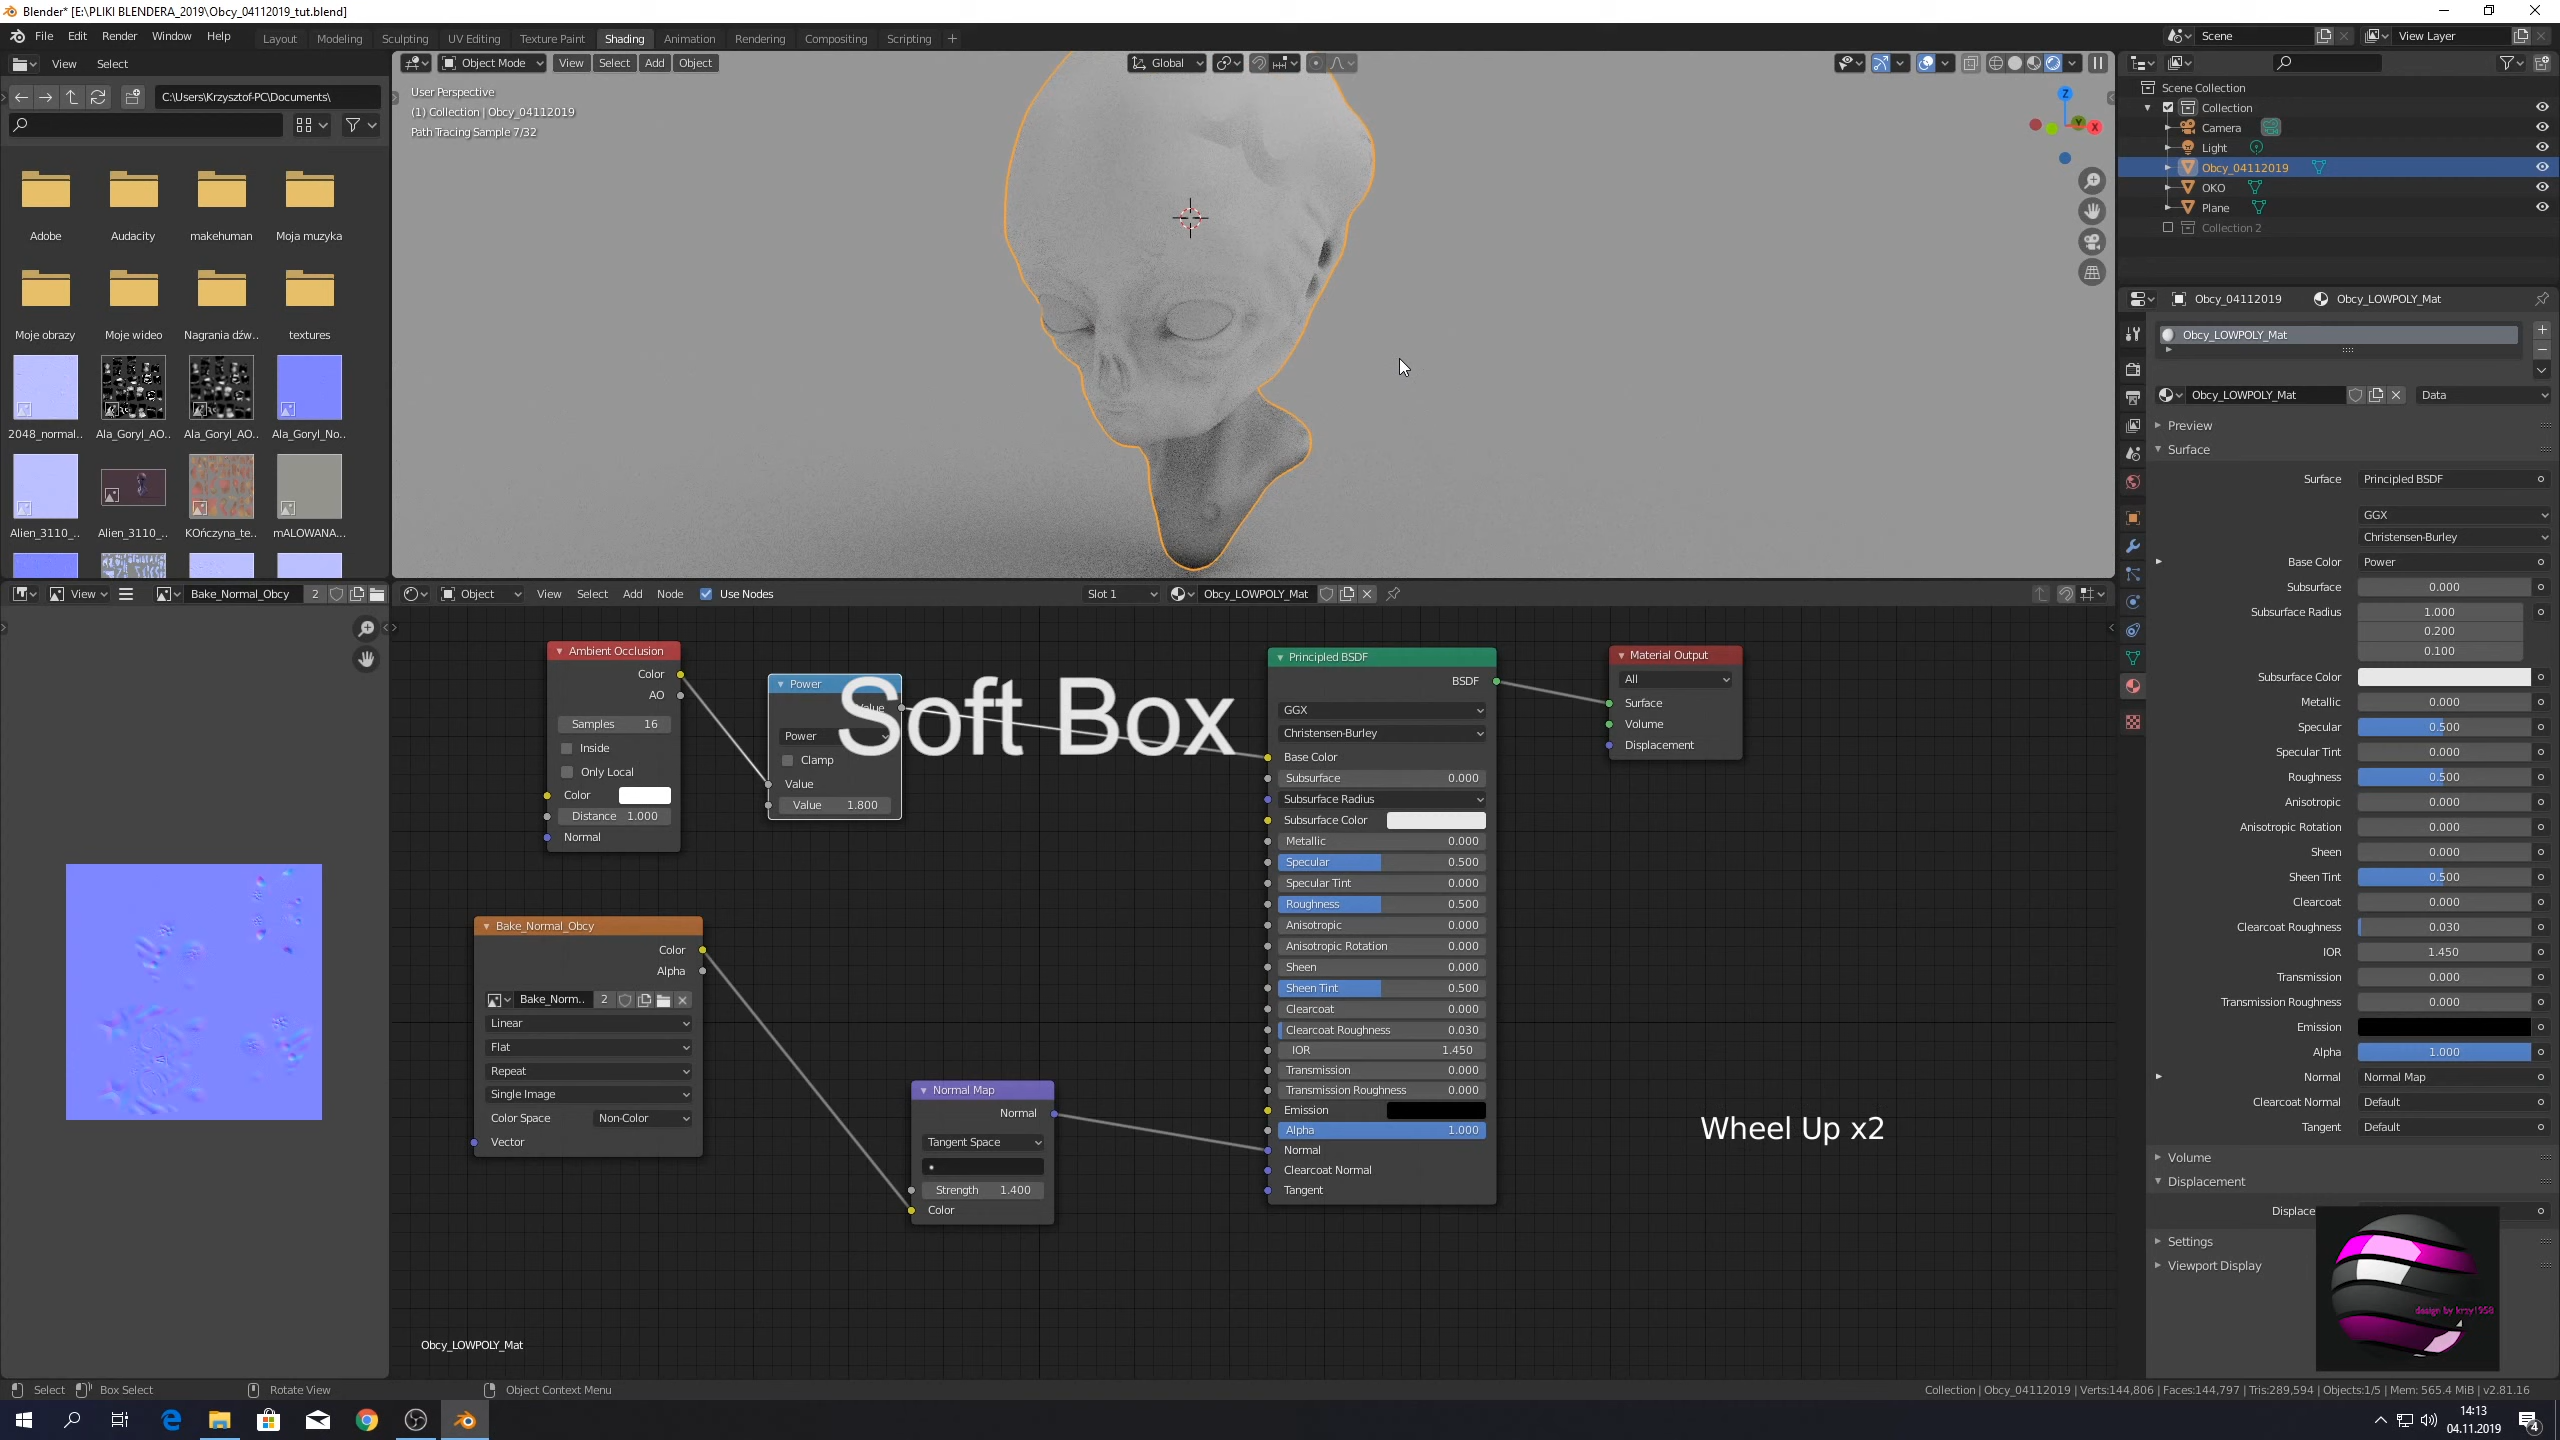 Blender* [E:\PLIKI BLENDERA_2019\Obcy_04112019_tut.blend]
File Edit Render Window Help
Layout Modeling Sculpting UV Editing Texture Paint Shading Animation Rendering Compositing Scripting
Scene
View Layer
View Select
C:\Users\Krzysztof-PC\Documents\
Adobe Audacity makehuman Moja muzyka
Moje obrazy Moje wideo Nagrania dźw.. textures
2048_normal.. Ala_Goryl_AO.. Ala_Goryl_AO.. Ala_Goryl_No..
Alien_3110_.. Alien_3110_.. KOńczyna_te.. mALOWANA...
Object Mode View Select Add Object
Global
User Perspective
(1) Collection | Obcy_04112019
Path Tracing Sample 7/32
Z
Y
X
Scene Collection
Collection
Camera
Light
Obcy_04112019
OKO
Plane
Collection 2
Obcy_04112019 Obcy_LOWPOLY_Mat
Obcy_LOWPOLY_Mat
Obcy_LOWPOLY_Mat Data
Preview
Surface
Surface Principled BSDF
GGX
Christensen-Burley
Base Color Power
Subsurface 0.000
Subsurface Radius 1.000
0.200
0.100
Subsurface Color
Metallic 0.000
Specular 0.500
Specular Tint 0.000
Roughness 0.500
Anisotropic 0.000
Anisotropic Rotation 0.000
Sheen 0.000
Sheen Tint 0.500
Clearcoat 0.000
Clearcoat Roughness 0.030
IOR 1.450
Transmission 0.000
Transmission Roughness 0.000
Emission
Alpha 1.000
Normal Normal Map
Clearcoat Normal Default
Tangent Default
Volume
Displacement
Displace
Settings
Viewport Display
design by krzy1958
View Bake_Normal_Obcy 2
Object View Select Add Node Use Nodes
Slot 1 Obcy_LOWPOLY_Mat
Ambient Occlusion
Color
AO
Samples 16
Inside
Only Local
Color
Distance 1.000
Normal
Power
Value
Power
Clamp
Value
Value 1.800
Soft Box
Principled BSDF
BSDF
GGX
Christensen-Burley
Base Color
Subsurface 0.000
Subsurface Radius
Subsurface Color
Metallic 0.000
Specular 0.500
Specular Tint 0.000
Roughness 0.500
Anisotropic 0.000
Anisotropic Rotation 0.000
Sheen 0.000
Sheen Tint 0.500
Clearcoat 0.000
Clearcoat Roughness 0.030
IOR 1.450
Transmission 0.000
Transmission Roughness 0.000
Emission
Alpha 1.000
Normal
Clearcoat Normal
Tangent
Material Output
All
Surface
Volume
Displacement
Bake_Normal_Obcy
Color
Alpha
Bake_Norm.. 2
Linear
Flat
Repeat
Single Image
Color Space Non-Color
Vector
Normal Map
Normal
Tangent Space
Strength 1.400
Color
Wheel Up x2
Obcy_LOWPOLY_Mat
Select Box Select Rotate View Object Context Menu
Collection | Obcy_04112019 | Verts:144,806 | Faces:144,797 | Tris:289,594 | Objects:1/5 | Mem: 565.4 MiB | v2.81.16
14:13
04.11.2019
4